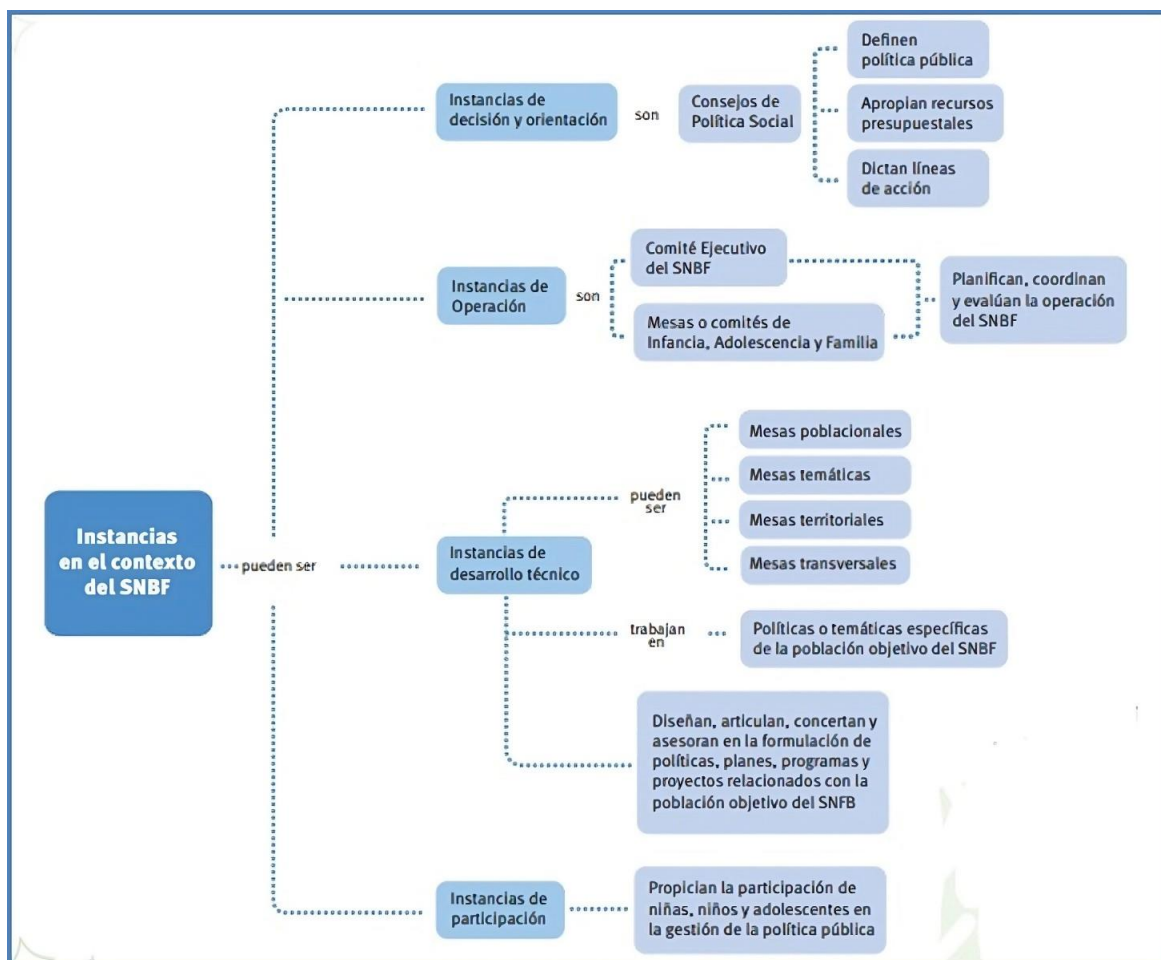 Instancias
en el contexto
del SNBF
pueden ser
Instancias de
decisión y orientación
son
Consejos de
Política Social
Definen
política pública
Apropian recursos
presupuestales
Dictan líneas
de acción
Instancias de
Operación
son
Comité Ejecutivo
del SNBF
Mesas o comités de
Infancia, Adolescencia y Familia
Planifican, coordinan
y evalúan la operación
del SNBF
Instancias de
desarrollo técnico
pueden
ser
Mesas poblacionales
Mesas temáticas
Mesas territoriales
Mesas transversales
trabajan
en
Políticas o temáticas específicas
de la población objetivo del SNBF
Diseñan, articulan, concertan y
asesoran en la formulación de
políticas, planes, programas y
proyectos relacionados con la
población objetivo del SNFB
Instancias de
participación
Propician la participación de
niñas, niños y adolescentes en
la gestión de la política pública